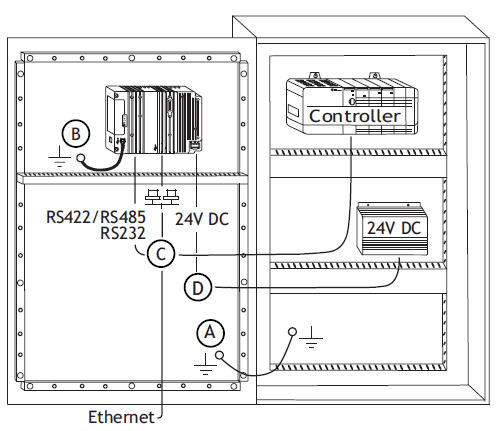 Controller
B
RS422/RS485
RS232
24V DC
24V DC
C
D
A
Ethernet